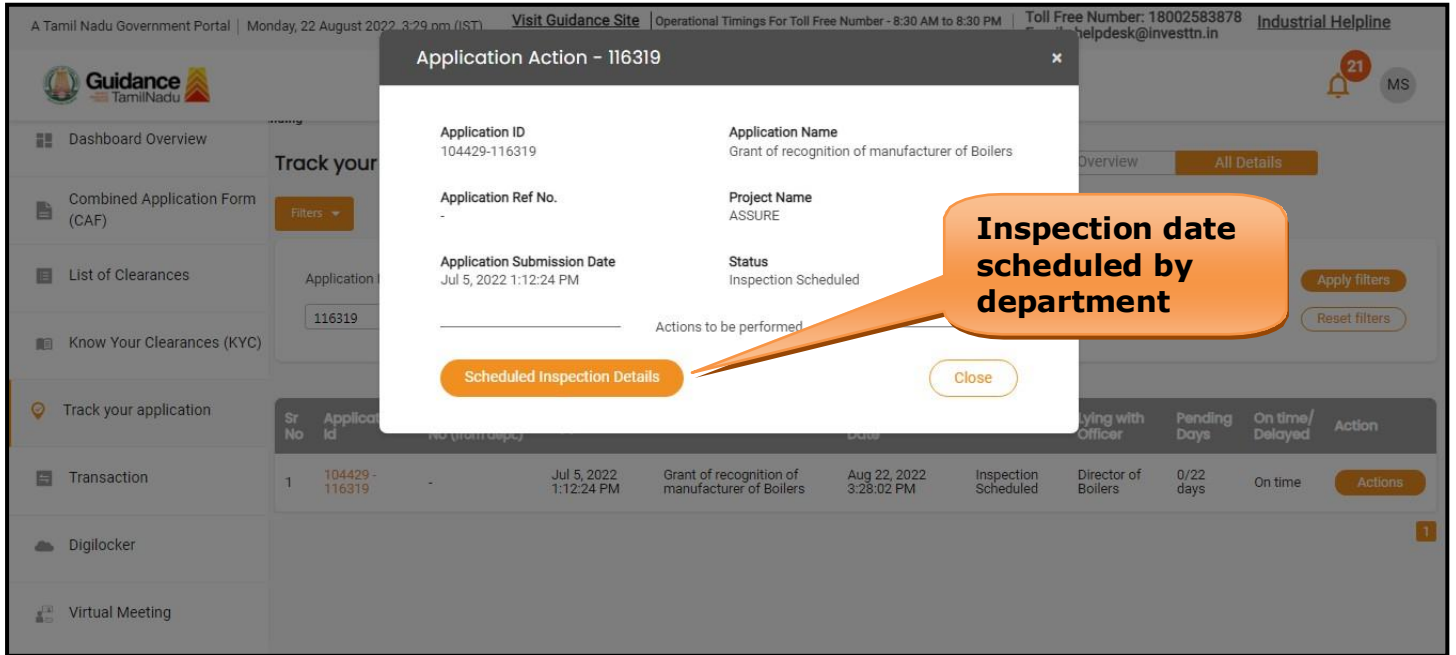 A Tamil Nadu Government Portal | Monday, 22 August 2022 3:29 pm (IST) Visit Guidance Site | Operational Timings For Toll Free Number - 8:30 AM to 8:30 PM | Toll Free Number: 18002583878 Industrial Helpline
helpdesk@investtn.in
Guidance
TamilNadu
21
MS
Application Action - 116319 ×
Application ID
104429-116319
Application Name
Grant of recognition of manufacturer of Boilers
Application Ref No.
-
Project Name
ASSURE
Application Submission Date
Jul 5, 2022 1:12:24 PM
Status
Inspection Scheduled
Actions to be performed
Scheduled Inspection Details
Close
Inspection date
scheduled by
department
Dashboard Overview
Combined Application Form
(CAF)
List of Clearances
Know Your Clearances (KYC)
Track your application
Transaction
Digilocker
Virtual Meeting
Track your
Overview
All Details
Filters
Application
116319
Apply filters
Reset filters
Sr
No
Id
No (from dept)
Date
Lying with
Officer
Pending
Days
On time/
Delayed
Action
1
104429 -
116319
-
Jul 5, 2022
1:12:24 PM
Grant of recognition of
manufacturer of Boilers
Aug 22, 2022
3:28:02 PM
Inspection
Scheduled
Director of
Boilers
0/22
days
On time
Actions
1